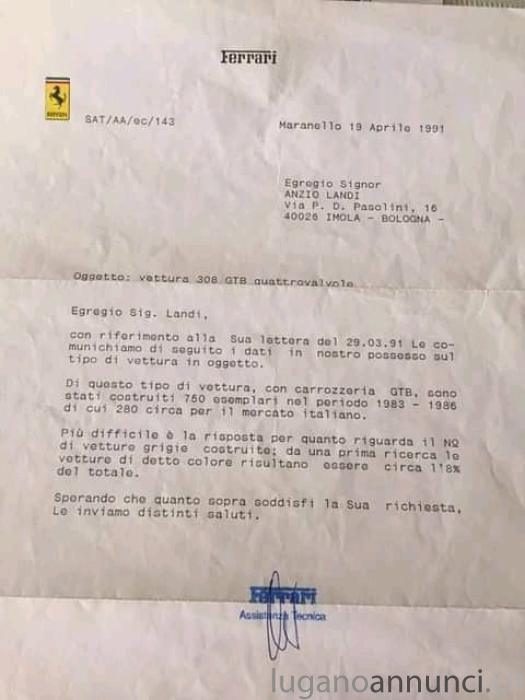 Ferrari
Ferrari
SAT/AA/ec/143
Maranello 19 Aprile 1991
Egregio Signor
ANZIO LANDI
Via P. D. Pasolini, 16
40026 IMOLA - BOLOGNA -
Oggetto: vettura 308 GTB quattrovalvole
Egregio Sig. Landi,
con riferimento alla Sua lettera del 29.03.91 Le co-
munichiamo di seguito i dati in nostro possesso sul
tipo di vettura in oggetto.
Di questo tipo di vettura, con carrozzeria GTB, sono
stati costruiti 750 esemplari nel periodo 1983 - 1986
di cui 280 circa per il mercato italiano.
Più difficile è la risposta per quanto riguarda il Nº
di vetture grigie costruite; da una prima ricerca le
vetture di detto colore risultano essere circa l'8%
del totale.
Sperando che quanto sopra soddisfi la Sua richiesta,
Le inviamo distinti saluti.
Ferrari
Assistenza Tecnica
luganoannunci.